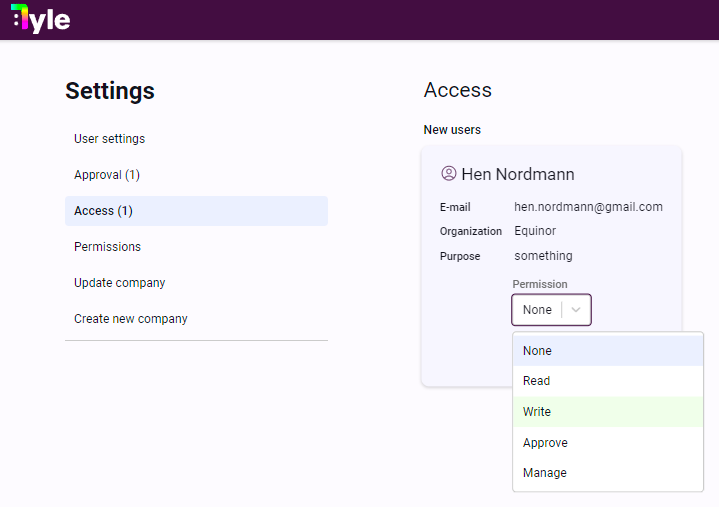 Tyle
Settings
User settings
Approval (1)
Access (1)
Permissions
Update company
Create new company
Access
New users
Hen Nordmann
E-mail hen.nordmann@gmail.com
Organization Equinor
Purpose something
Permission
None
None
Read
Write
Approve
Manage